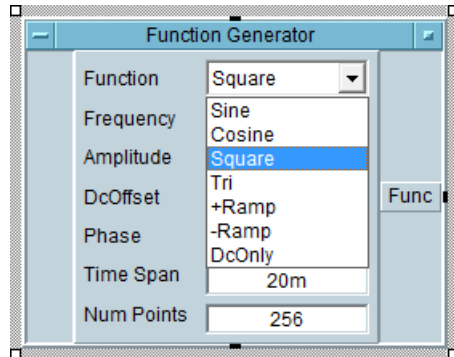 Function Generator
Function Square
Frequency
Sine
Cosine
Amplitude
Square
Tri
DcOffset
+Ramp
Func
Phase
-Ramp
DcOnly
Time Span 20m
Num Points 256